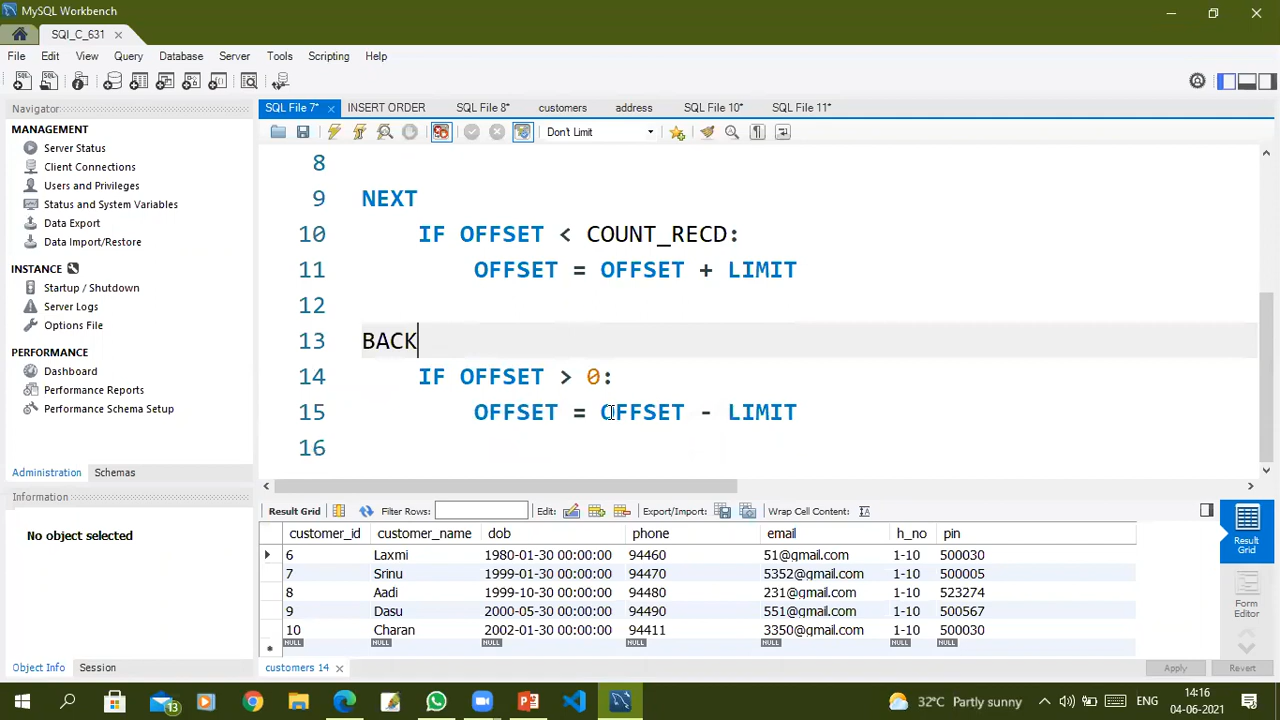 MySQL Workbench
SQl_C_631
File Edit View Query Database Server Tools Scripting Help
Navigator
MANAGEMENT
Server Status
Client Connections
Users and Privileges
Status and System Variables
Data Export
Data Import/Restore
INSTANCE
Startup / Shutdown
Server Logs
Options File
PERFORMANCE
Dashboard
Performance Reports
Performance Schema Setup
Administration Schemas
Information
No object selected
Object Info Session
SQL File 7* INSERT ORDER SQL File 8* customers address SQL File 10* SQL File 11*
Don't Limit
8
9 NEXT
10 IF OFFSET < COUNT_RECD:
11 OFFSET = OFFSET + LIMIT
12
13 BACK
14 IF OFFSET > 0:
15 OFFSET = OFFSET - LIMIT
16
Result Grid Filter Rows: Edit: Export/Import: Wrap Cell Content:
customer_id customer_name dob phone email h_no pin
6 Laxmi 1980-01-30 00:00:00 94460 51@gmail.com 1-10 500030
7 Srinu 1999-01-30 00:00:00 94470 5352@gmail.com 1-10 500005
8 Aadi 1999-10-30 00:00:00 94480 231@gmail.com 1-10 523274
9 Dasu 2000-05-30 00:00:00 94490 551@gmail.com 1-10 500567
10 Charan 2002-01-30 00:00:00 94411 3350@gmail.com 1-10 500030
NULL NULL NULL NULL NULL NULL NULL
Result Grid
Form Editor
customers 14
Apply Revert
13
32°C Partly sunny
ENG
14:16
04-06-2021